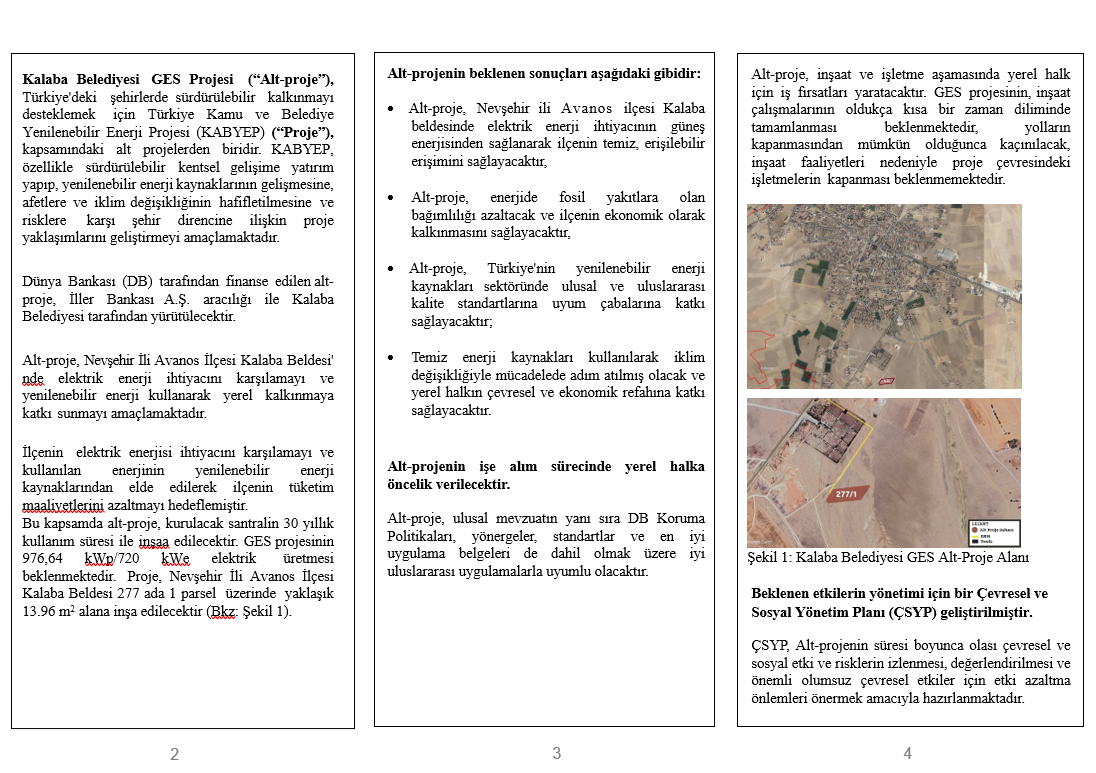 Kalaba Belediyesi GES Projesi (“Alt-proje”),
Türkiye'deki şehirlerde sürdürülebilir kalkınmayı
desteklemek için Türkiye Kamu ve Belediye
Yenilenebilir Enerji Projesi (KABYEP) (“Proje”),
kapsamındaki alt projelerden biridir. KABYEP,
özellikle sürdürülebilir kentsel gelişime yatırım
yapıp, yenilenebilir enerji kaynaklarının gelişmesine,
afetlere ve iklim değişikliğinin hafifletilmesine ve
risklere karşı şehir direncine ilişkin proje
yaklaşımlarını geliştirmeyi amaçlamaktadır.
Dünya Bankası (DB) tarafından finanse edilen alt-
proje, İller Bankası A.Ş. aracılığı ile Kalaba
Belediyesi tarafından yürütülecektir.
Alt-proje, Nevşehir İli Avanos İlçesi Kalaba Beldesi'
nde elektrik enerji ihtiyacını karşılamayı ve
yenilenebilir enerji kullanarak yerel kalkınmaya
katkı sunmayı amaçlamaktadır.
İlçenin elektrik enerjisi ihtiyacını karşılamayı ve
kullanılan enerjinin yenilenebilir enerji
kaynaklarından elde edilerek ilçenin tüketim
maaliyetlerini azaltmayı hedeflemiştir.
Bu kapsamda alt-proje, kurulacak santralin 30 yıllık
kullanım süresi ile inşaa edilecektir. GES projesinin
976,64 kWp/720 kWe elektrik üretmesi
beklenmektedir. Proje, Nevşehir İli Avanos İlçesi
Kalaba Beldesi 277 ada 1 parsel üzerinde yaklaşık
13.96 m² alana inşa edilecektir (Bkz: Şekil 1).
2
Alt-projenin beklenen sonuçları aşağıdaki gibidir:
• Alt-proje, Nevşehir ili Avanos ilçesi Kalaba
beldesinde elektrik enerji ihtiyacının güneş
enerjisinden sağlanarak ilçenin temiz, erişilebilir
erişimini sağlayacaktır,
• Alt-proje, enerjide fosil yakıtlara olan
bağımlılığı azaltacak ve ilçenin ekonomik olarak
kalkınmasını sağlayacaktır,
• Alt-proje, Türkiye'nin yenilenebilir enerji
kaynakları sektöründe ulusal ve uluslararası
kalite standartlarına uyum çabalarına katkı
sağlayacaktır;
• Temiz enerji kaynakları kullanılarak iklim
değişikliğiyle mücadelede adım atılmış olacak ve
yerel halkın çevresel ve ekonomik refahına katkı
sağlayacaktır.
Alt-projenin işe alım sürecinde yerel halka
öncelik verilecektir.
Alt-proje, ulusal mevzuatın yanı sıra DB Koruma
Politikaları, yönergeler, standartlar ve en iyi
uygulama belgeleri de dahil olmak üzere iyi
uluslararası uygulamalarla uyumlu olacaktır.
3
Alt-proje, inşaat ve işletme aşamasında yerel halk
için iş fırsatları yaratacaktır. GES projesinin, inşaat
çalışmalarının oldukça kısa bir zaman diliminde
tamamlanması beklenmektedir, yolların
kapanmasından mümkün olduğunca kaçınılacak,
inşaat faaliyetleri nedeniyle proje çevresindeki
işletmelerin kapanması beklenmemektedir.
277/1
LEJANT
Alt Proje Sahası
ENH
Şekil 1: Kalaba Belediyesi GES Alt-Proje Alanı
Beklenen etkilerin yönetimi için bir Çevresel ve
Sosyal Yönetim Planı (ÇSYP) geliştirilmiştir.
ÇSYP, Alt-projenin süresi boyunca olası çevresel ve
sosyal etki ve risklerin izlenmesi, değerlendirilmesi ve
önemli olumsuz çevresel etkiler için etki azaltma
önlemleri önermek amacıyla hazırlanmaktadır.
4